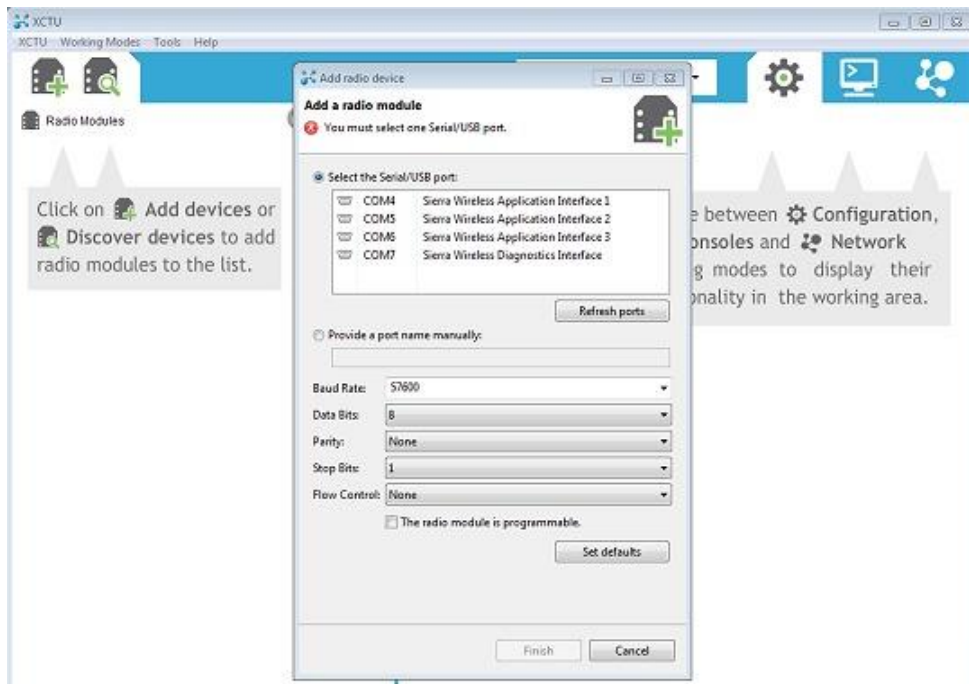 XCTU
XCTU Working Modes Tools Help
Radio Modules
Click on Add devices or
Discover devices to add
radio modules to the list.
Add radio device
Add a radio module
You must select one Serial/USB port.
Select the Serial/USB port:
COM4 Sierra Wireless Application Interface 1
COM5 Sierra Wireless Application Interface 2
COM6 Sierra Wireless Application Interface 3
COM7 Sierra Wireless Diagnostics Interface
Refresh ports
Provide a port name manually:
Baud Rate: 57600
Data Bits: 8
Parity: None
Stop Bits: 1
Flow Control: None
The radio module is programmable.
Set defaults
Finish Cancel
between Configuration,
and Network
modes to display their
in the working area.